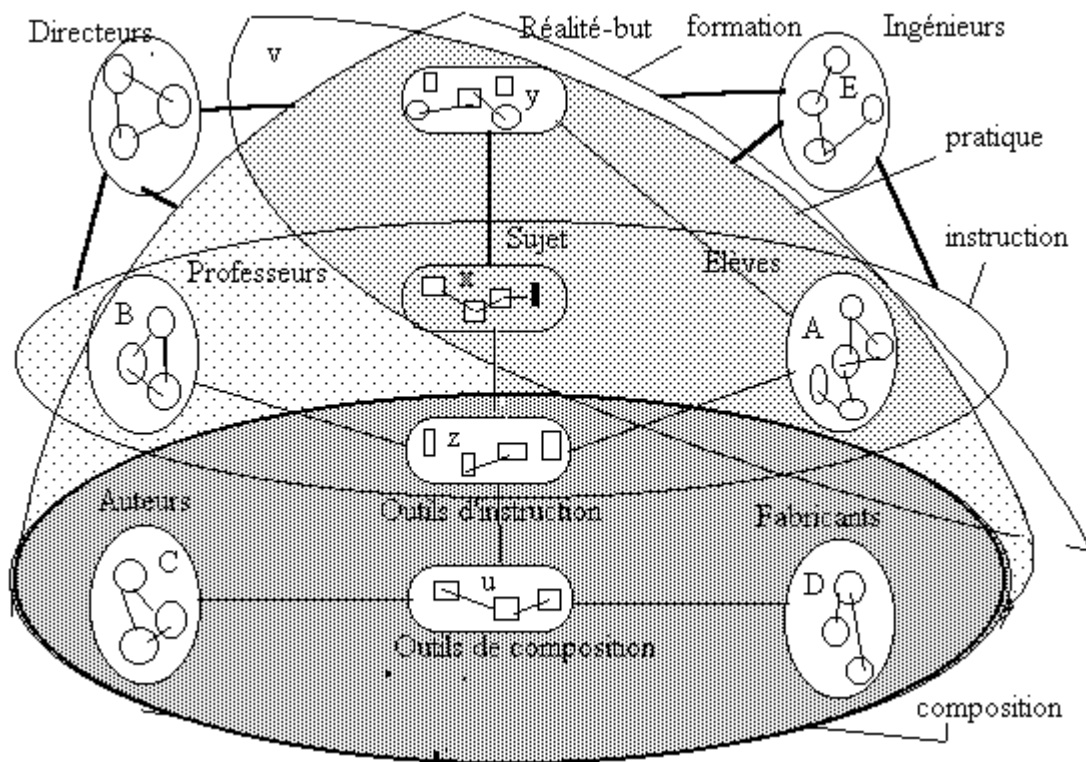 Directeurs
v
Réalité-but
formation
Ingénieurs
y
E
pratique
Sujet
instruction
Professeurs
x
Elèves
B
A
z
Auteurs
Outils d'instruction
Fabricants
C
u
D
Outils de composition
composition